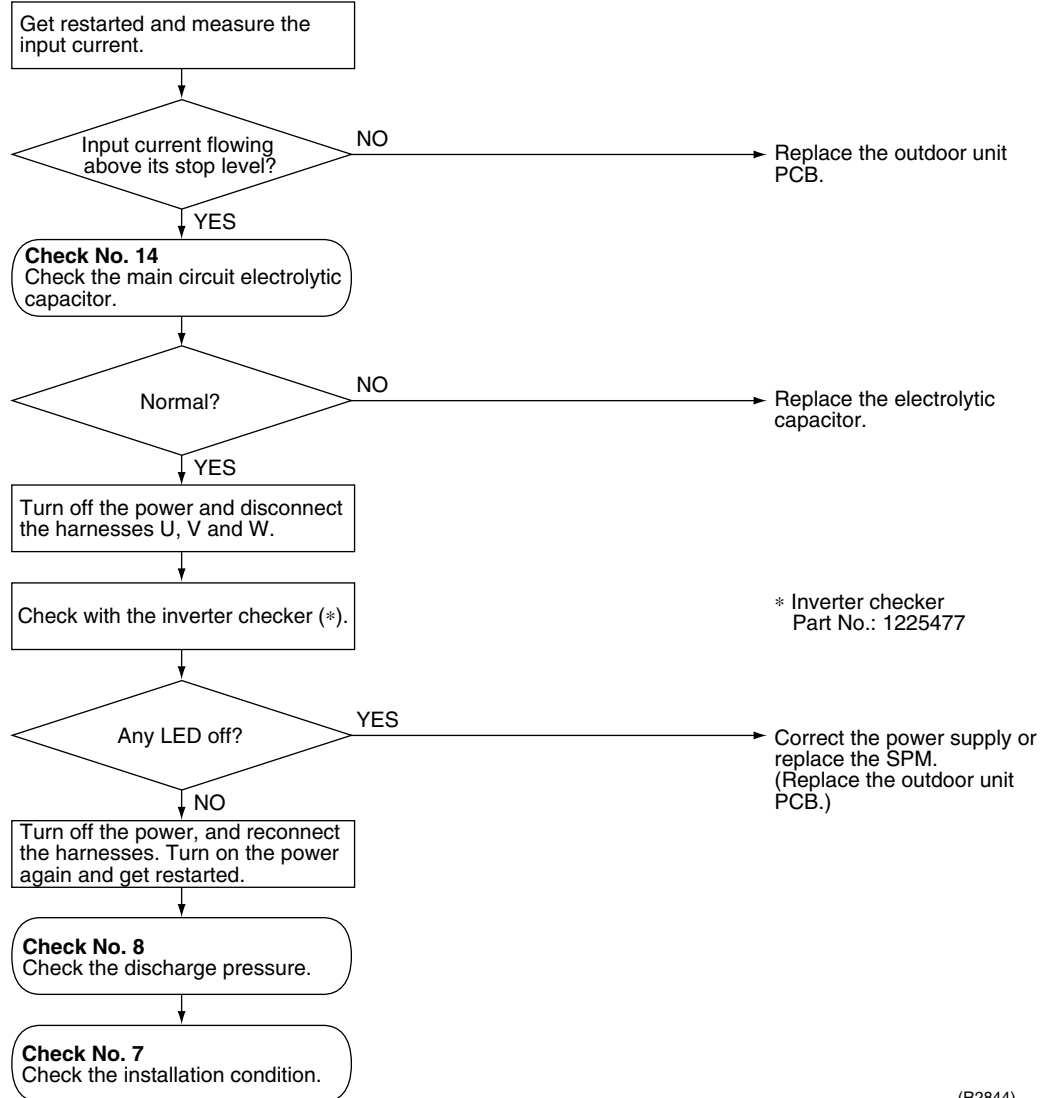 Get restarted and measure the
input current.
Input current flowing
above its stop level?
NO
Replace the outdoor unit
PCB.
YES
Check No. 14
Check the main circuit electrolytic
capacitor.
Normal?
NO
Replace the electrolytic
capacitor.
YES
Turn off the power and disconnect
the harnesses U, V and W.
Check with the inverter checker (*).
* Inverter checker
Part No.: 1225477
Any LED off?
YES
Correct the power supply or
replace the SPM.
(Replace the outdoor unit
PCB.)
NO
Turn off the power, and reconnect
the harnesses. Turn on the power
again and get restarted.
Check No. 8
Check the discharge pressure.
Check No. 7
Check the installation condition.
(R2844)